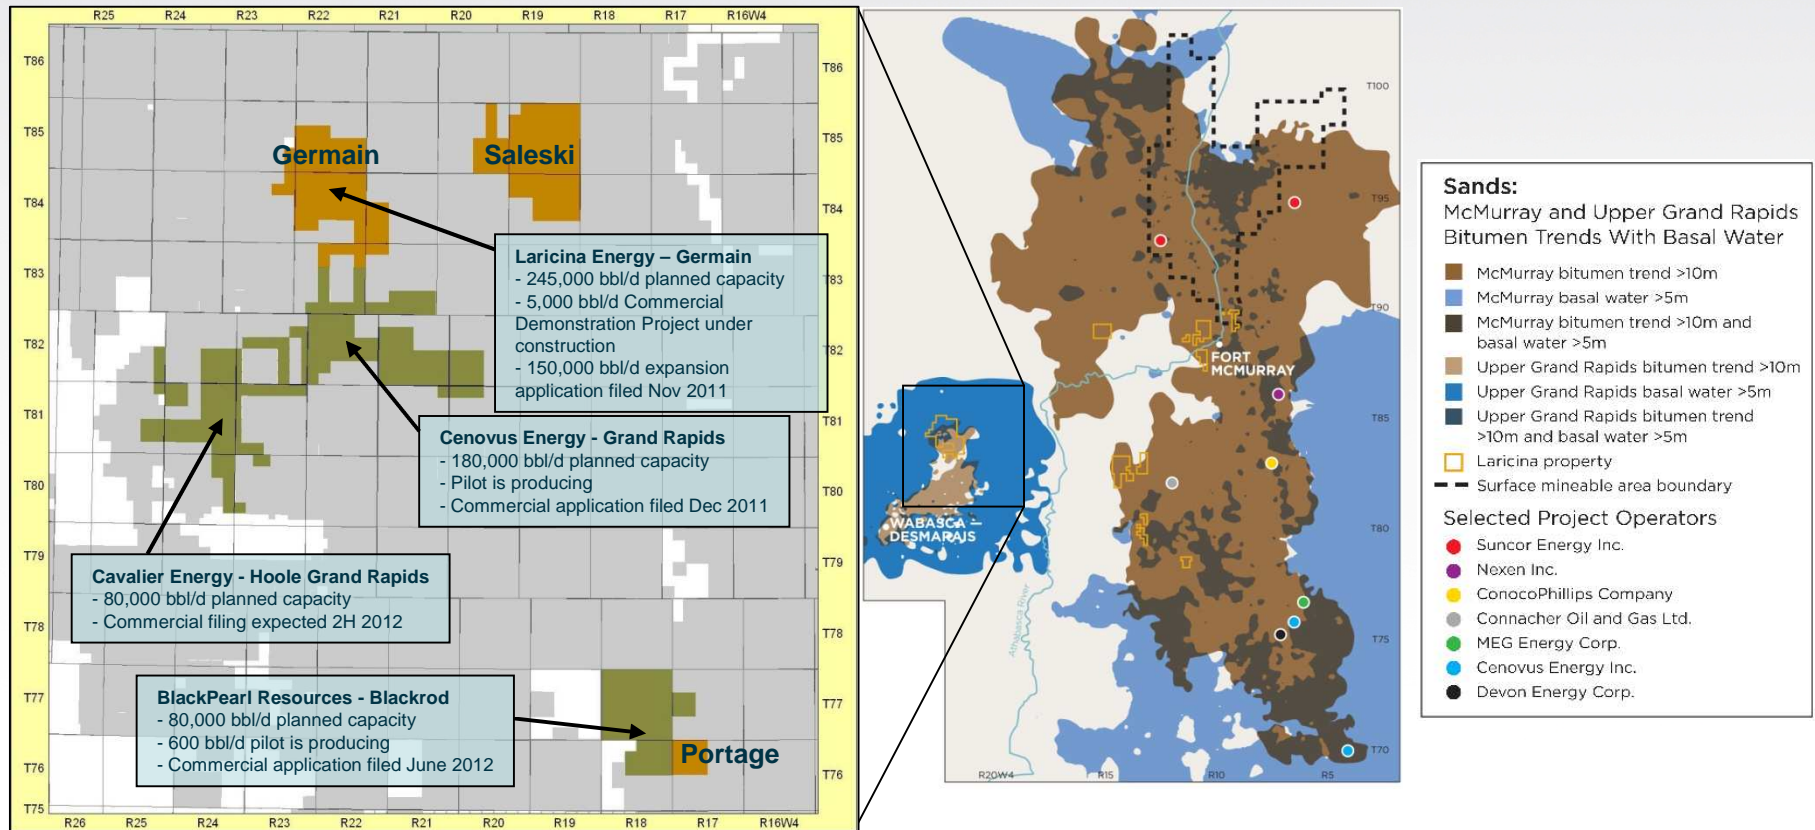 R25 R24 R23 R22 R21 R20 R19 R18 R17 R16W4
T86
T85
T84
T83
T82
T81
T80
T79
T78
T77
T76
T75
T86
T85
T84
T83
T82
T81
T80
T79
T78
T77
T76
R26 R25 R24 R23 R22 R21 R20 R19 R18 R17 R16W4
Germain
Saleski
Portage
Laricina Energy – Germain
- 245,000 bbl/d planned capacity
- 5,000 bbl/d Commercial
Demonstration Project under
construction
- 150,000 bbl/d expansion
application filed Nov 2011
Cenovus Energy - Grand Rapids
- 180,000 bbl/d planned capacity
- Pilot is producing
- Commercial application filed Dec 2011
Cavalier Energy - Hoole Grand Rapids
- 80,000 bbl/d planned capacity
- Commercial filing expected 2H 2012
BlackPearl Resources - Blackrod
- 80,000 bbl/d planned capacity
- 600 bbl/d pilot is producing
- Commercial application filed June 2012
T100
T95
T90
T85
T80
T75
T70
FORT
MCMURRAY
WABASCA –
DESMARAIS
Athabasca River
R20W4 R15 R10 R5
Sands:
McMurray and Upper Grand Rapids
Bitumen Trends With Basal Water
McMurray bitumen trend >10m
McMurray basal water >5m
McMurray bitumen trend >10m and
basal water >5m
Upper Grand Rapids bitumen trend >10m
Upper Grand Rapids basal water >5m
Upper Grand Rapids bitumen trend
>10m and basal water >5m
Laricina property
Surface mineable area boundary
Selected Project Operators
Suncor Energy Inc.
Nexen Inc.
ConocoPhillips Company
Connacher Oil and Gas Ltd.
MEG Energy Corp.
Cenovus Energy Inc.
Devon Energy Corp.